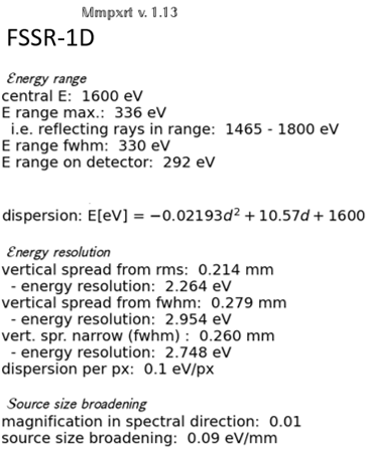 Mmpxrt v. 1.13
FSSR-1D
Energy range
central E: 1600 eV
E range max.: 336 eV
i.e. reflecting rays in range: 1465 - 1800 eV
E range fwhm: 330 eV
E range on detector: 292 eV
dispersion: E[eV] = −0.02193d² + 10.57d + 1600
Energy resolution
vertical spread from rms: 0.214 mm
- energy resolution: 2.264 eV
vertical spread from fwhm: 0.279 mm
- energy resolution: 2.954 eV
vert. spr. narrow (fwhm) : 0.260 mm
- energy resolution: 2.748 eV
dispersion per px: 0.1 eV/px
Source size broadening
magnification in spectral direction: 0.01
source size broadening: 0.09 eV/mm